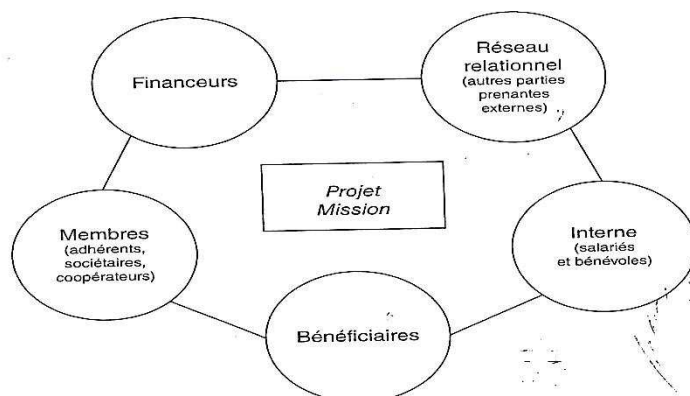 Financeurs
Réseau
relationnel
(autres parties
prenantes
externes)
Projet
Mission
Membres
(adhérents,
sociétaires,
coopérateurs)
Interne
(salariés
et bénévoles)
Bénéficiaires